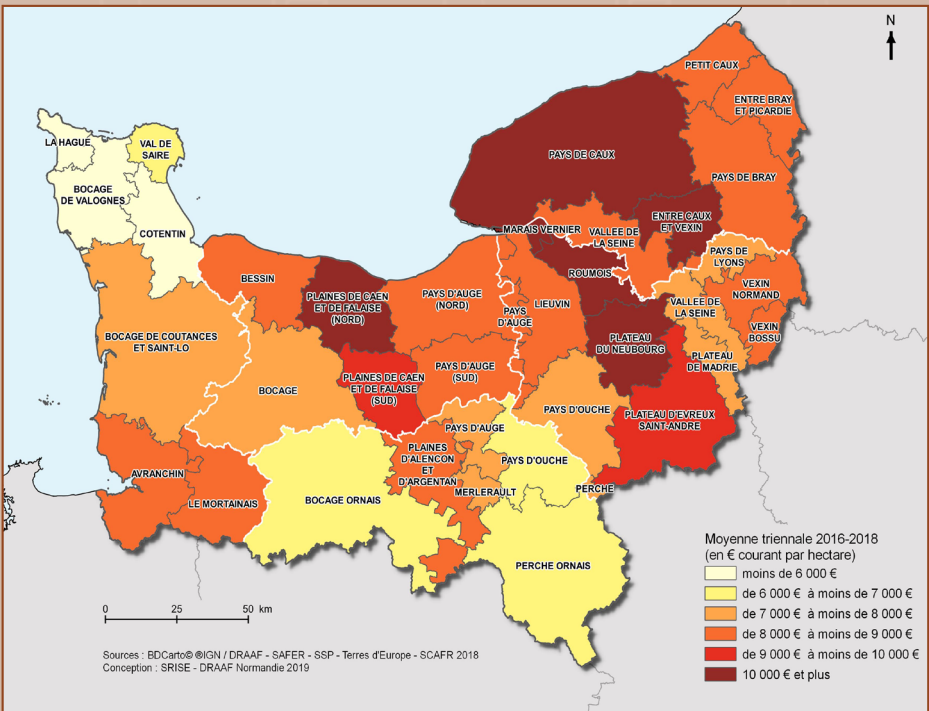 N
PETIT CAUX
ENTRE BRAY
ET PICARDIE
LA HAGUE
VAL DE
SAIRE
PAYS DE CAUX
PAYS DE BRAY
BOCAGE
DE VALOGNES
ENTRE CAUX
ET VEXIN
COTENTIN
MARAIS VERNIER
VALLEE DE
LA SEINE
PAYS DE
LYONS
ROUMOIS
BESSIN
VEXIN
NORMAND
PLAINES DE CAEN
ET DE FALAISE
(NORD)
PAYS D'AUGE
(NORD)
PAYS
D'AUGE
LIEUVIN
VALLEE DE
LA SEINE
VEXIN
BOSSU
BOCAGE DE COUTANCES
ET SAINT-LO
PLATEAU
DU NEUBOURG
PLATEAU
DE MADRIE
BOCAGE
PLAINES DE CAEN
ET DE FALAISE
(SUD)
PAYS D'AUGE
(SUD)
PAYS D'OUCHE
PLATEAU D'EVREUX
SAINT-ANDRE
PAYS D'AUGE
PLAINES
D'ALENCON
ET
D'ARGENTAN
PAYS D'OUCHE
AVRANCHIN
LE MORTAINAIS
BOCAGE ORNAIS
MERLERAULT
PERCHE
PERCHE ORNAIS
Moyenne triennale 2016-2018
(en € courant par hectare)
moins de 6 000 €
de 6 000 € à moins de 7 000 €
de 7 000 € à moins de 8 000 €
de 8 000 € à moins de 9 000 €
de 9 000 € à moins de 10 000 €
10 000 € et plus
0 25 50 km
Sources : BDCarto© ®IGN / DRAAF - SAFER - SSP - Terres d'Europe - SCAFR 2018
Conception : SRISE - DRAAF Normandie 2019